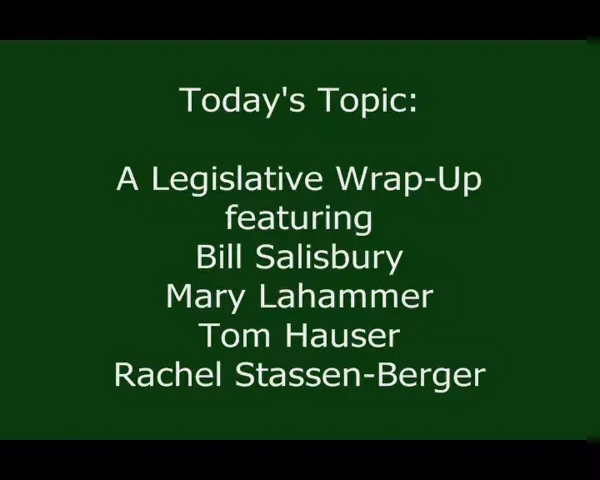 Today's Topic:
A Legislative Wrap-Up
featuring
Bill Salisbury
Mary Lahammer
Tom Hauser
Rachel Stassen-Berger